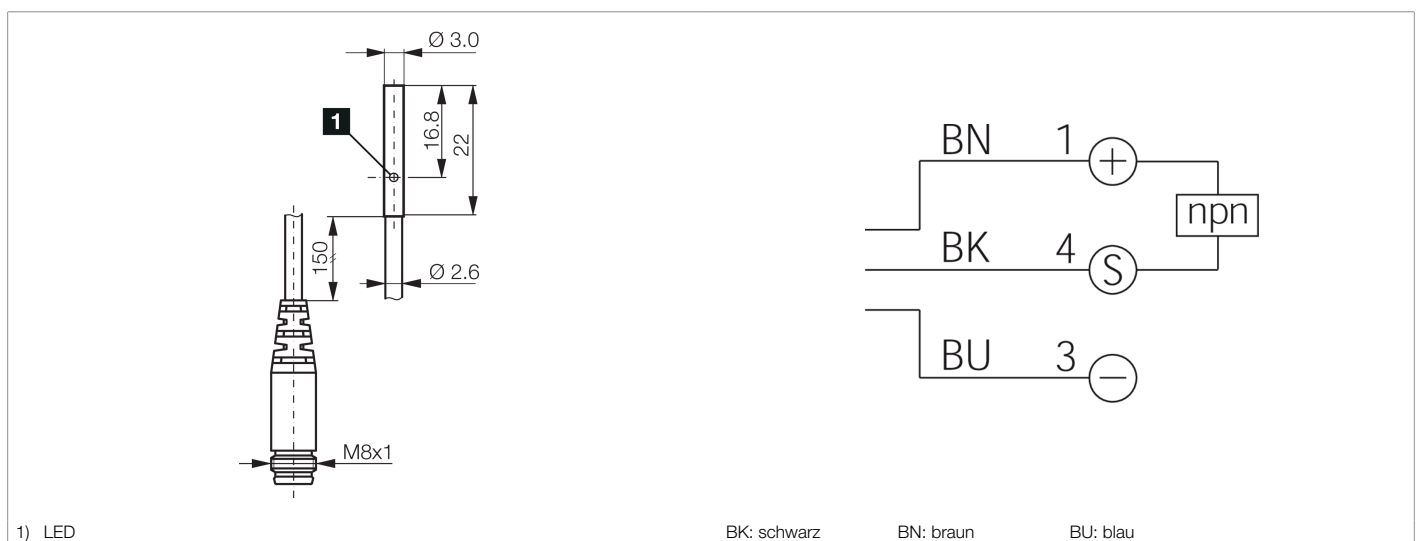 Ø 3.0
1
16.8
22
150
Ø 2.6
M8x1
BN 1 +
npn
BK 4 S
BU 3 −
1) LED
BK: schwarz BN: braun BU: blau